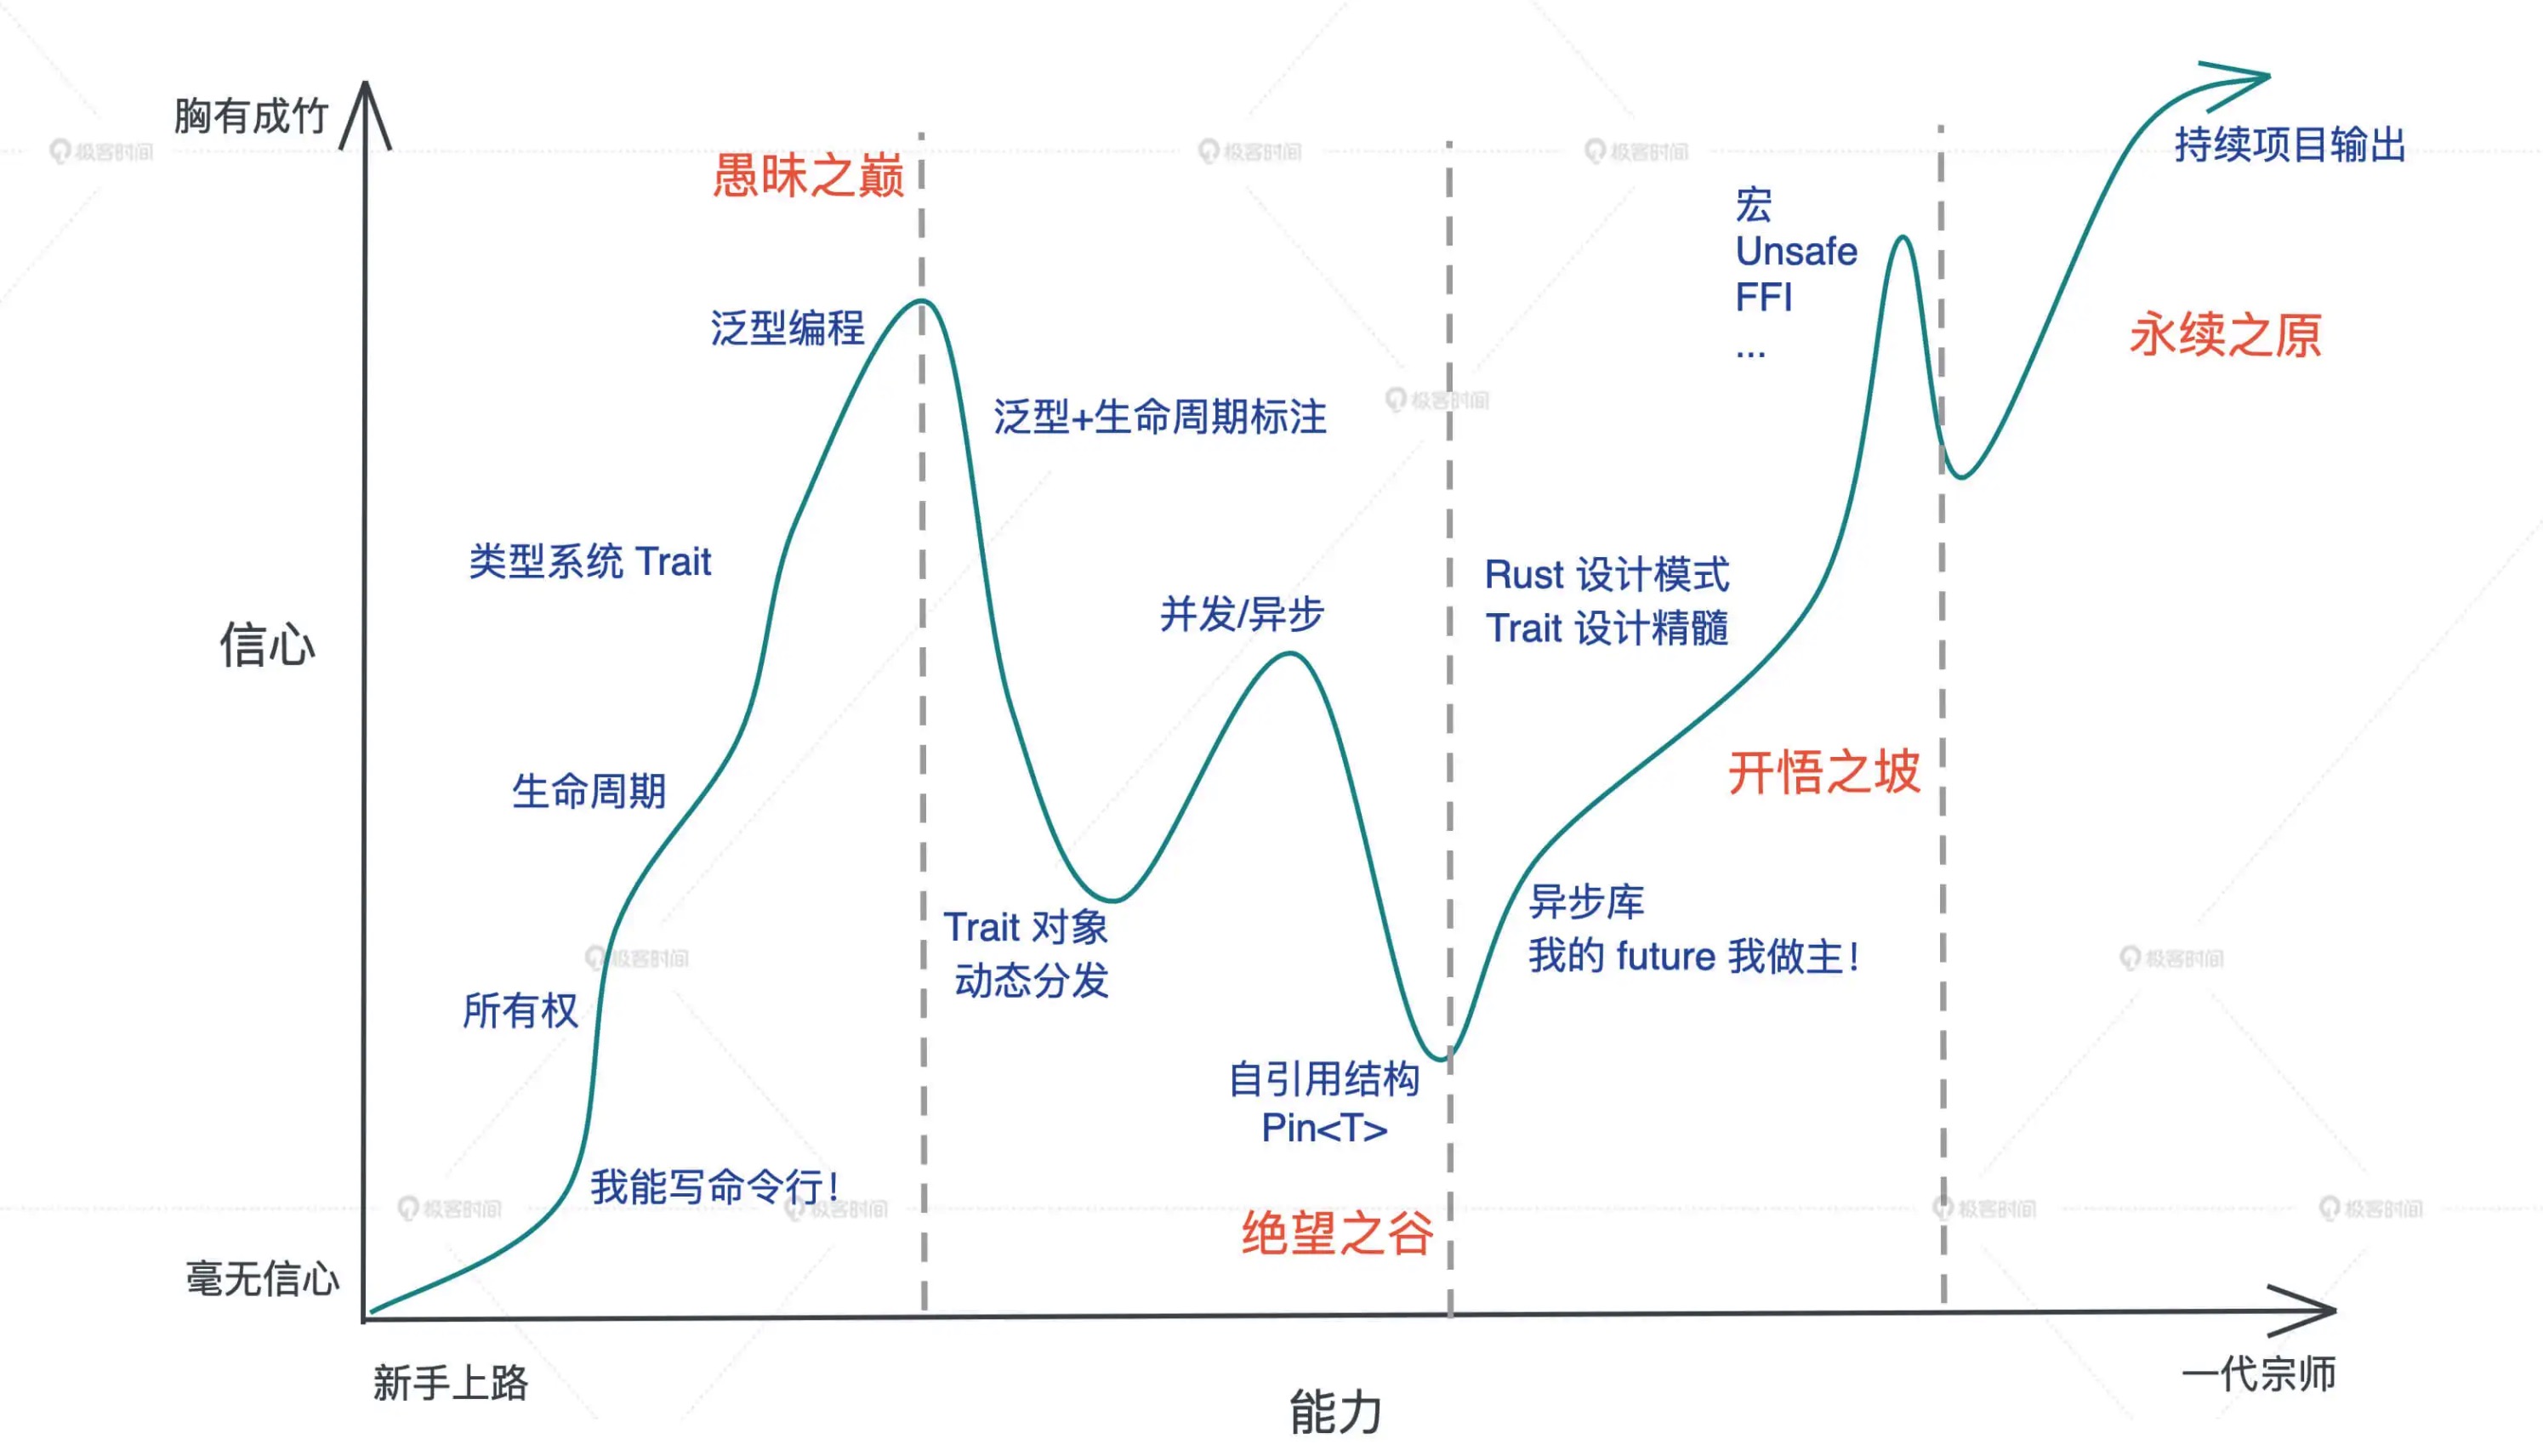 胸有成竹
信心
毫无信心
新手上路
能力
一代宗师
愚昧之巅
泛型编程
类型系统 Trait
生命周期
所有权
我能写命令行！
泛型+生命周期标注
并发/异步
Trait 对象
动态分发
自引用结构
Pin<T>
绝望之谷
宏
Unsafe
FFI
...
Rust 设计模式
Trait 设计精髓
开悟之坡
异步库
我的 future 我做主！
持续项目输出
永续之原
极客时间
极客时间
极客时间
极客时间
极客时间
极客时间
极客时间
极客时间
极客时间
极客时间